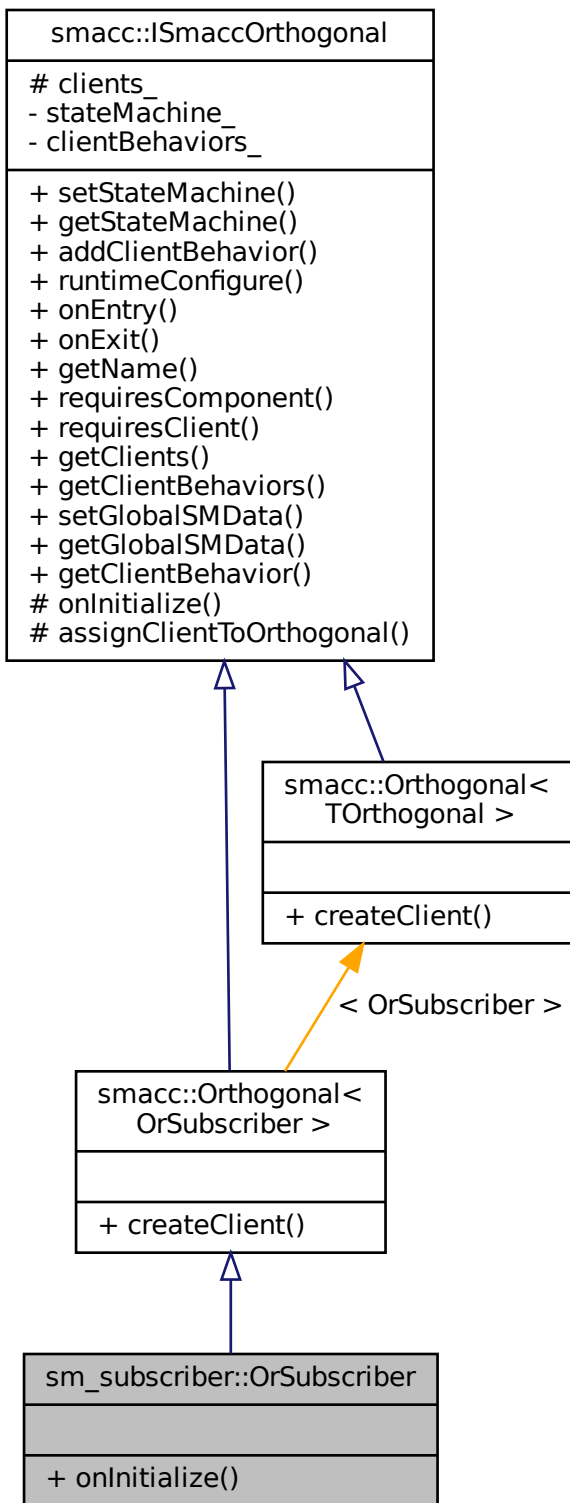 smacc::ISmaccOrthogonal
# clients_
- stateMachine_
- clientBehaviors_
+ setStateMachine()
+ getStateMachine()
+ addClientBehavior()
+ runtimeConfigure()
+ onEntry()
+ onExit()
+ getName()
+ requiresComponent()
+ requiresClient()
+ getClients()
+ getClientBehaviors()
+ setGlobalSMData()
+ getGlobalSMData()
+ getClientBehavior()
# onInitialize()
# assignClientToOrthogonal()
smacc::Orthogonal<
TOrthogonal >
+ createClient()
< OrSubscriber >
smacc::Orthogonal<
OrSubscriber >
+ createClient()
sm_subscriber::OrSubscriber
+ onInitialize()